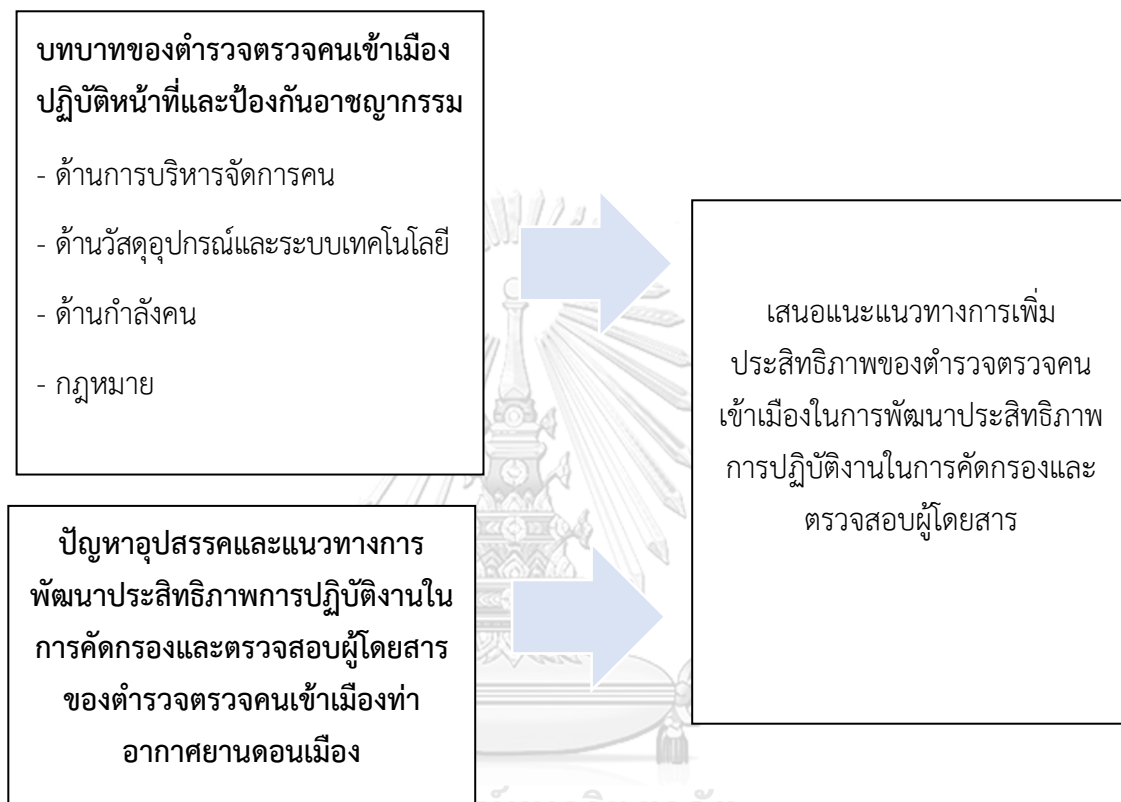 บทบาทของตำรวจตรวจคนเข้าเมือง
ปฏิบัติหน้าที่และป้องกันอาชญากรรม
- ด้านการบริหารจัดการคน
- ด้านวัสดุอุปกรณ์และระบบเทคโนโลยี
- ด้านกำลังคน
- กฎหมาย
ปัญหาอุปสรรคและแนวทางการ
พัฒนาประสิทธิภาพการปฏิบัติงานใน
การคัดกรองและตรวจสอบผู้โดยสาร
ของตำรวจตรวจคนเข้าเมืองท่า
อากาศยานดอนเมือง
เสนอแนะแนวทางการเพิ่ม
ประสิทธิภาพของตำรวจตรวจคน
เข้าเมืองในการพัฒนาประสิทธิภาพ
การปฏิบัติงานในการคัดกรองและ
ตรวจสอบผู้โดยสาร